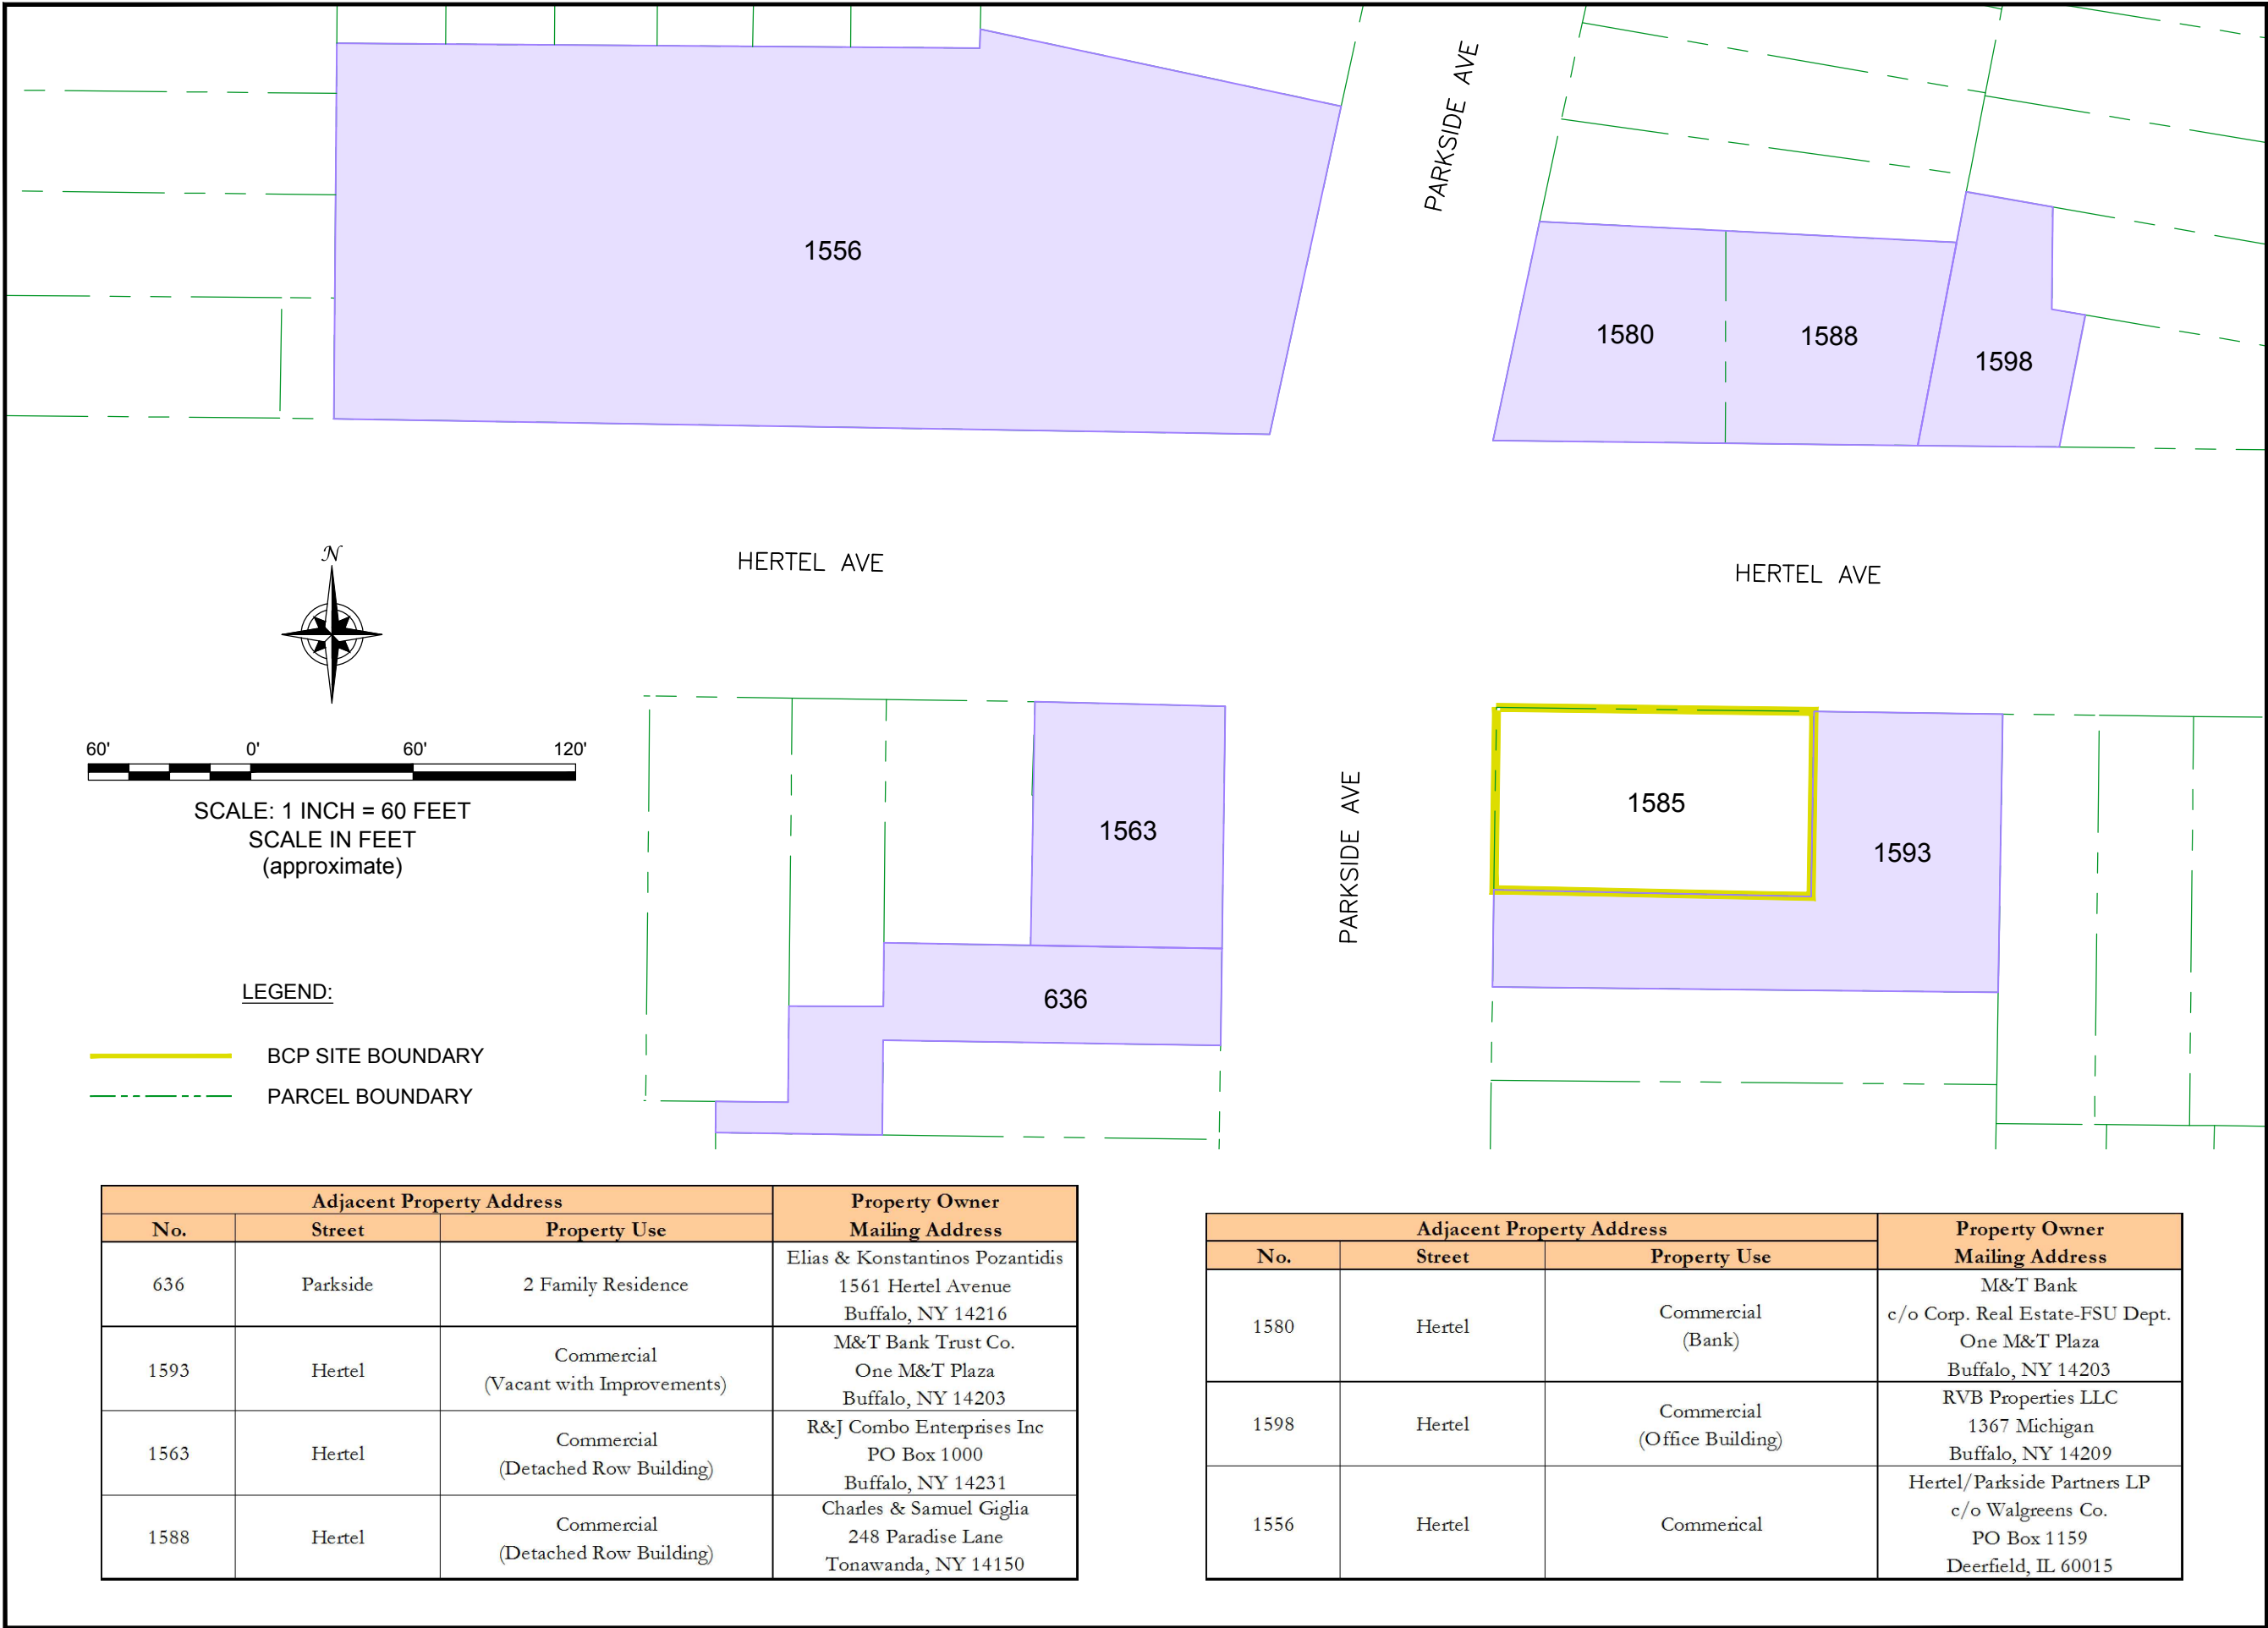 PARKSIDE AVE
1556
1580
1588
1598
HERTEL AVE
HERTEL AVE
N
60' 0' 60' 120'
SCALE: 1 INCH = 60 FEET
SCALE IN FEET
(approximate)
1563
636
PARKSIDE AVE
1585
1593
LEGEND:
BCP SITE BOUNDARY
PARCEL BOUNDARY
Adjacent Property Address
Property Owner
Mailing Address
No. Street Property Use
636 Parkside 2 Family Residence
Elias & Konstantinos Pozantidis
1561 Hertel Avenue
Buffalo, NY 14216
1593 Hertel
Commercial
(Vacant with Improvements)
M&T Bank Trust Co.
One M&T Plaza
Buffalo, NY 14203
1563 Hertel
Commercial
(Detached Row Building)
R&J Combo Enterprises Inc
PO Box 1000
Buffalo, NY 14231
1588 Hertel
Commercial
(Detached Row Building)
Charles & Samuel Giglia
248 Paradise Lane
Tonawanda, NY 14150
Adjacent Property Address
Property Owner
Mailing Address
No. Street Property Use
1580 Hertel
Commercial
(Bank)
M&T Bank
c/o Corp. Real Estate-FSU Dept.
One M&T Plaza
Buffalo, NY 14203
1598 Hertel
Commercial
(Office Building)
RVB Properties LLC
1367 Michigan
Buffalo, NY 14209
1556 Hertel Commerical
Hertel/Parkside Partners LP
c/o Walgreens Co.
PO Box 1159
Deerfield, IL 60015